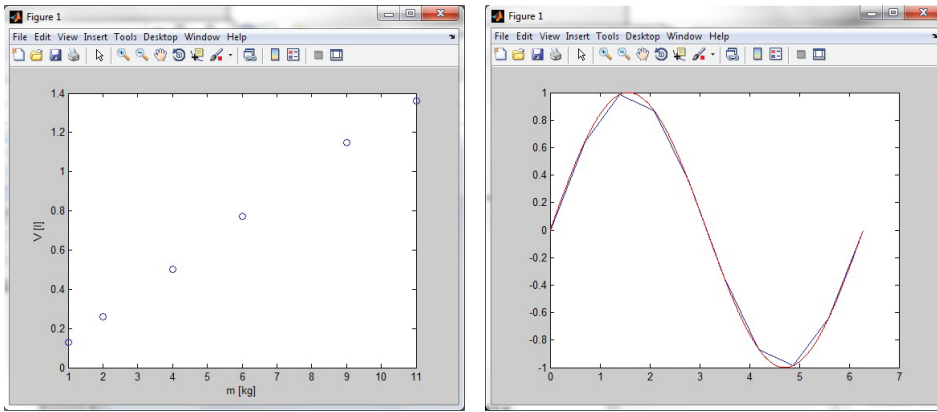 Figure 1
File Edit View Insert Tools Desktop Window Help
1.4
1.2
1
0.8
0.6
0.4
0.2
0
V [l]
1 2 3 4 5 6 7 8 9 10 11
m [kg]
Figure 1
File Edit View Insert Tools Desktop Window Help
1
0.8
0.6
0.4
0.2
0
-0.2
-0.4
-0.6
-0.8
-1
0 1 2 3 4 5 6 7